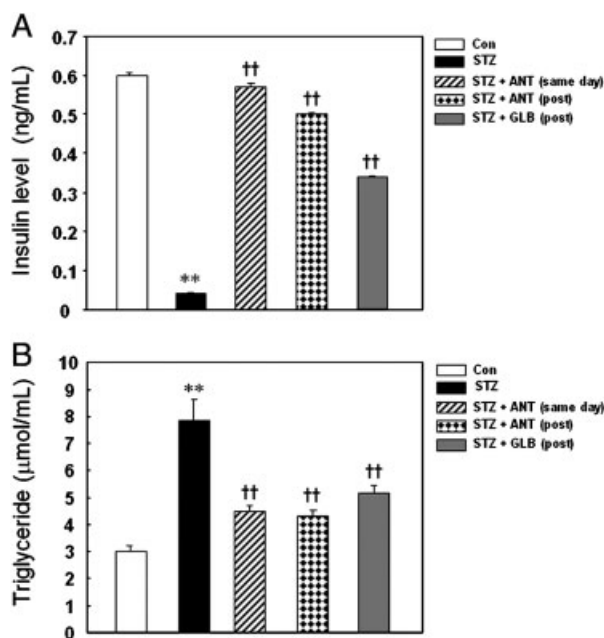 A
Insulin level (ng/mL)
0.7
0.6
0.5
0.4
0.3
0.2
0.1
0
**
††
††
††
Con
STZ
STZ + ANT (same day)
STZ + ANT (post)
STZ + GLB (post)
B
Triglyceride (μmol/mL)
10
9
8
7
6
5
4
3
2
1
0
**
††
††
††
Con
STZ
STZ + ANT (same day)
STZ + ANT (post)
STZ + GLB (post)